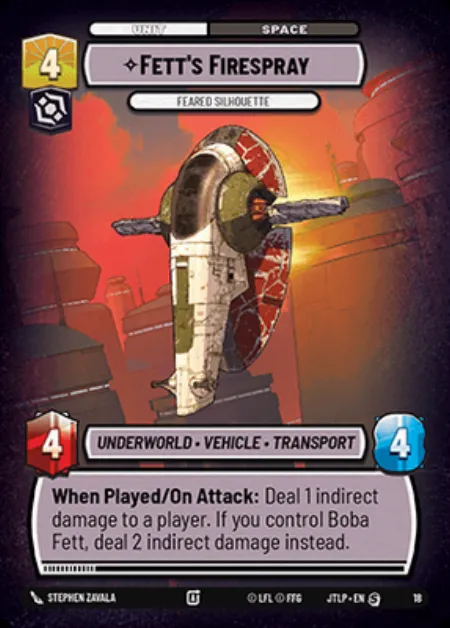 UNIT SPACE
4
✧FETT'S FIRESPRAY
FEARED SILHOUETTE
4
UNDERWORLD • VEHICLE • TRANSPORT
4
When Played/On Attack: Deal 1 indirect
damage to a player. If you control Boba
Fett, deal 2 indirect damage instead.
STEPHEN ZAVALA © LFL © FFG JTLP • EN S 18